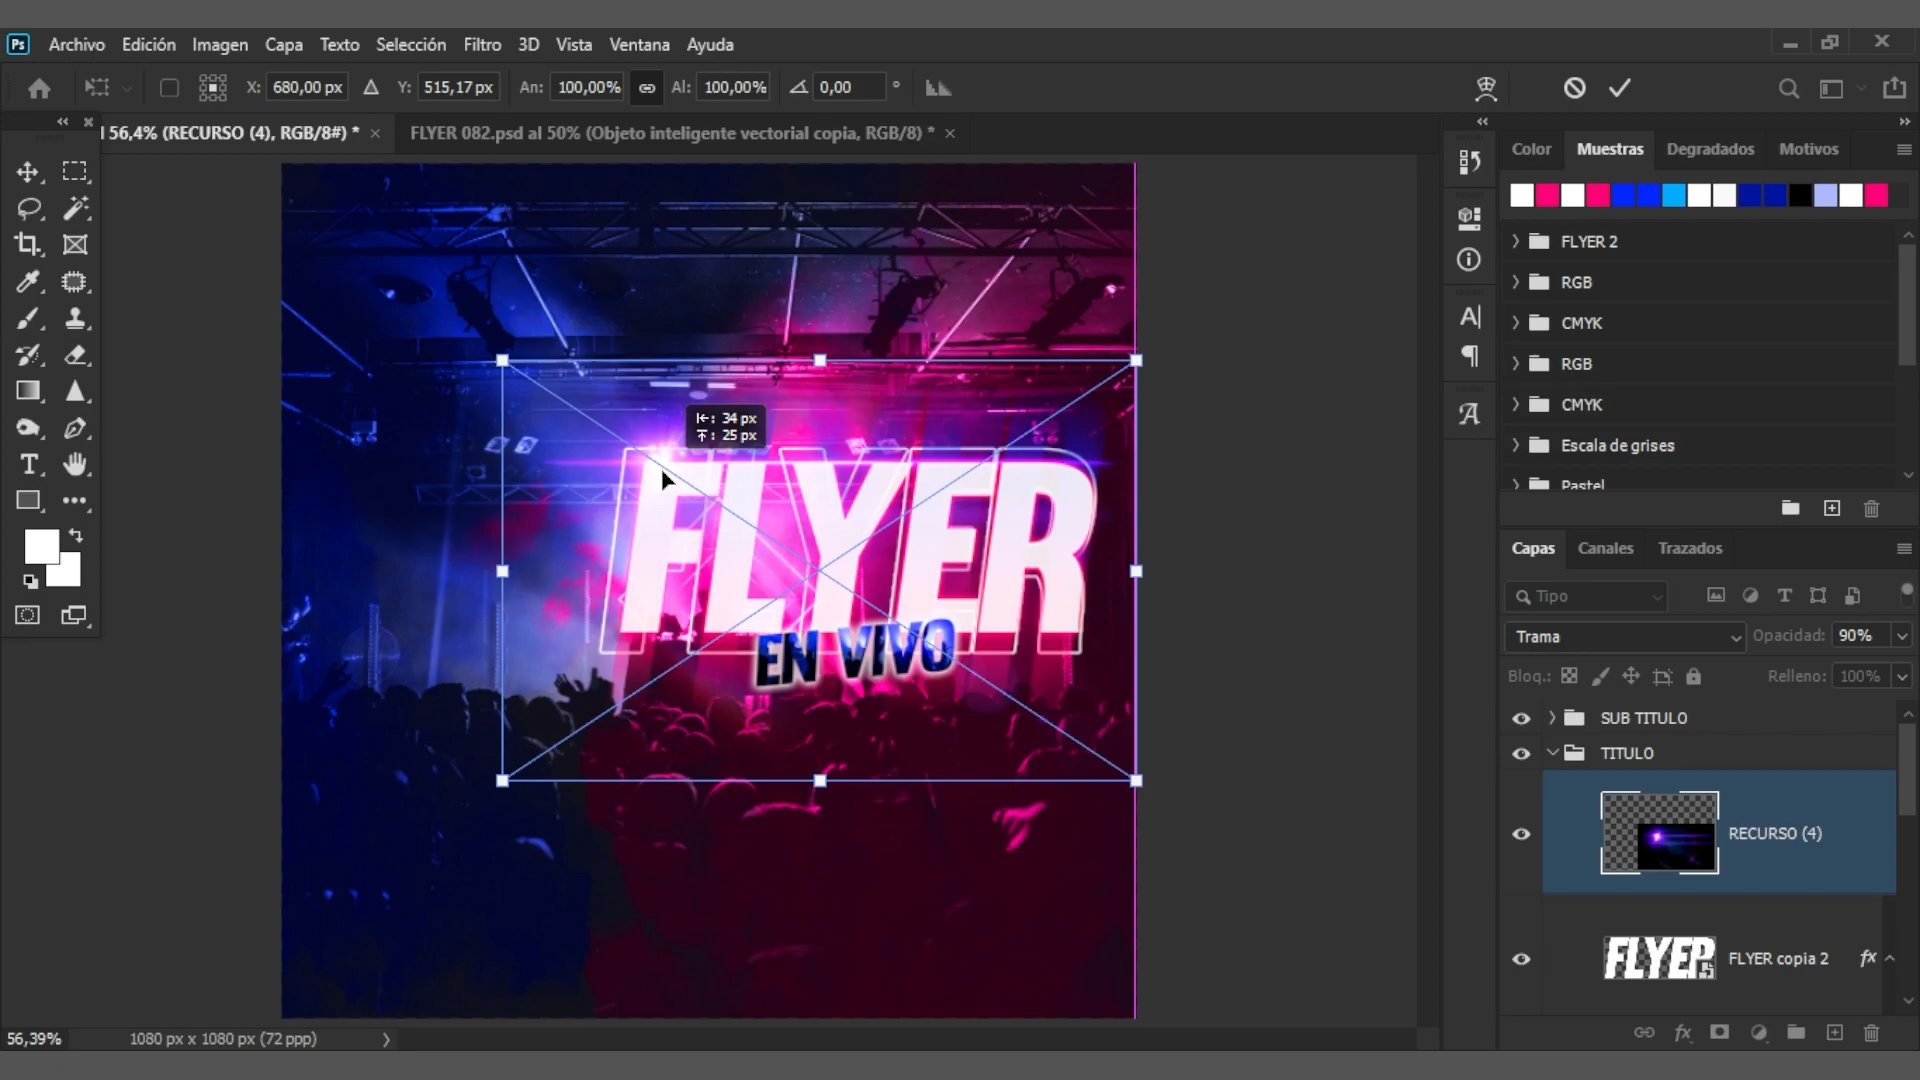 Ps Archivo Edición Imagen Capa Texto Selección Filtro 3D Vista Ventana Ayuda
X: 680,00 px Y: 515,17 px An: 100,00% Al: 100,00% 0,00 °
l 56,4% (RECURSO (4), RGB/8#) * × FLYER 082.psd al 50% (Objeto inteligente vectorial copia, RGB/8) * ×
Color Muestras Degradados Motivos
FLYER 2
RGB
CMYK
RGB
CMYK
Escala de grises
Pastel
: 34 px
: 25 px
FLYER
EN VIVO
Capas Canales Trazados
Tipo
Trama Opacidad: 90%
Bloq.: Relleno: 100%
SUB TITULO
TITULO
RECURSO (4)
FLYER FLYER copia 2 fx
56,39% 1080 px x 1080 px (72 ppp)